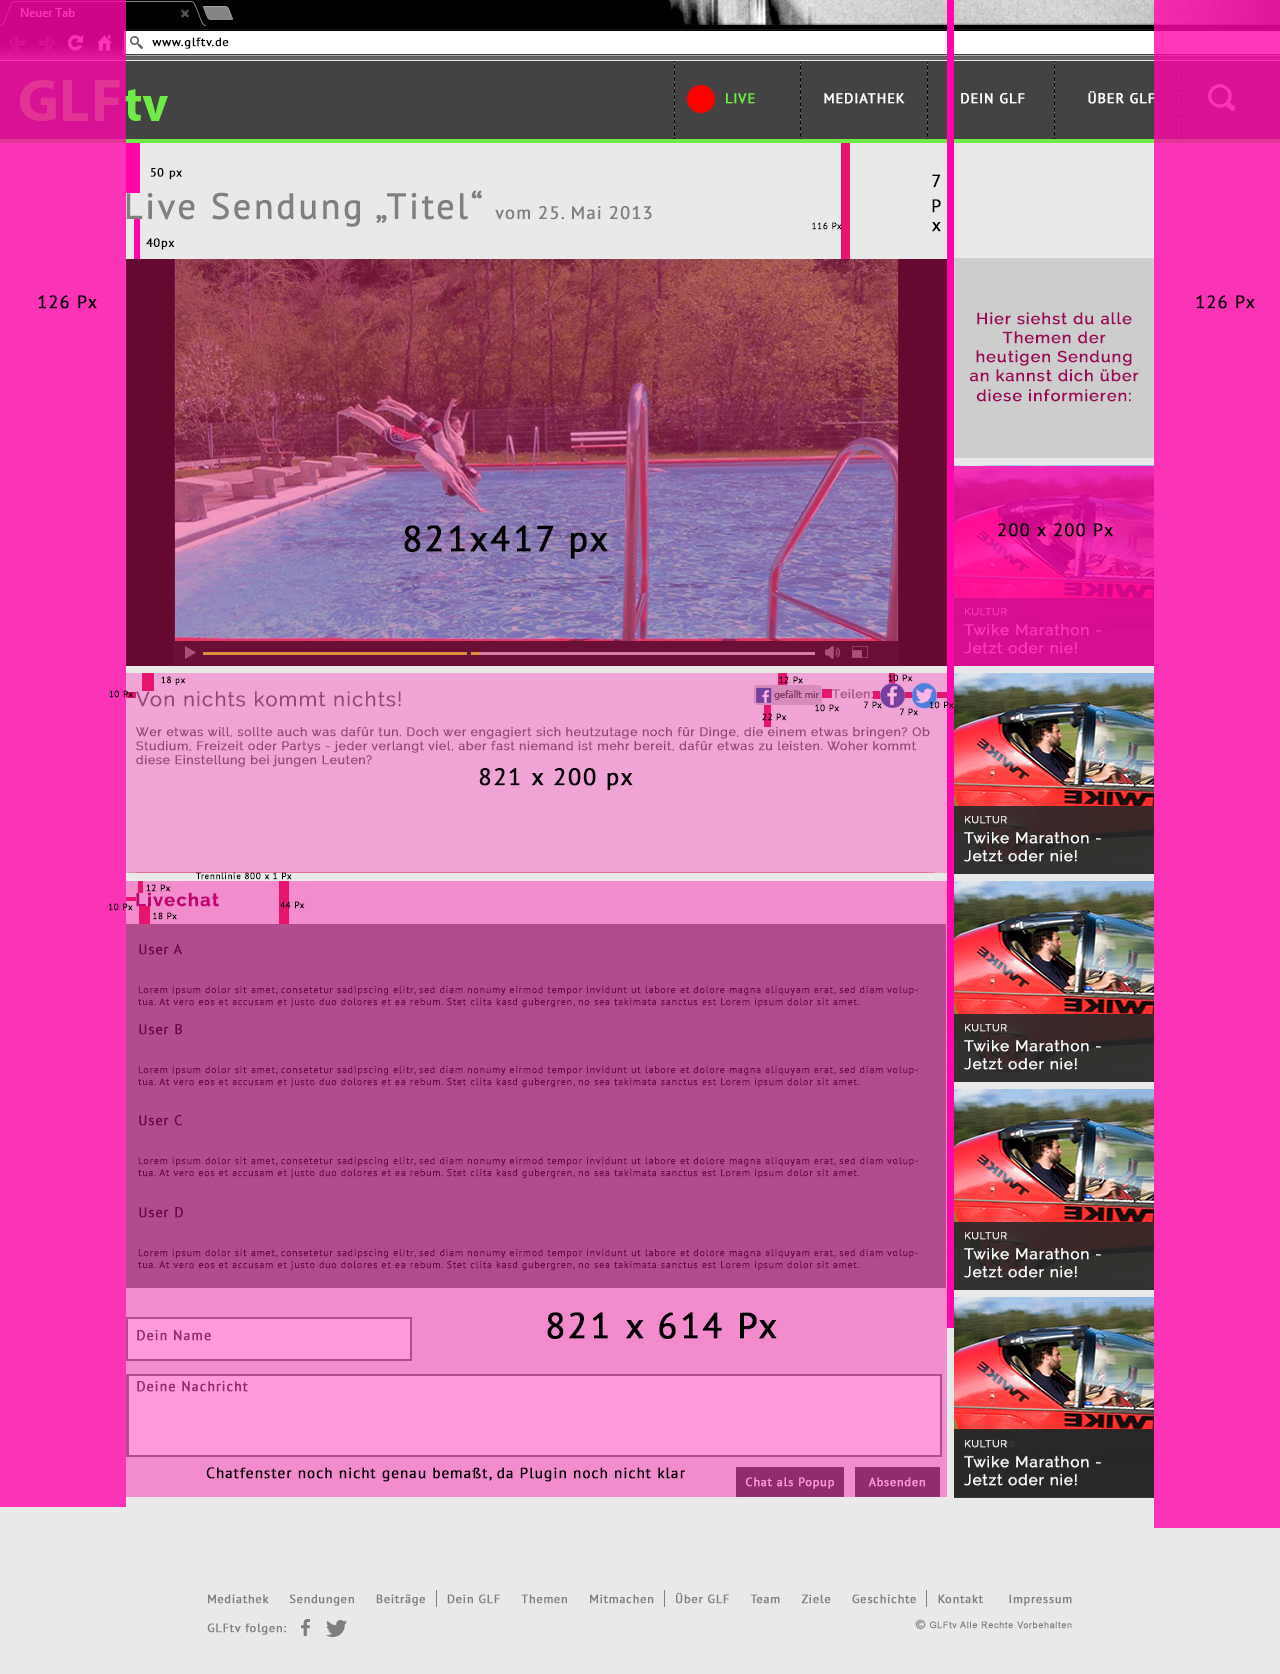 Neuer Tab
www.glftv.de
GLFtv
LIVE
MEDIATHEK
DEIN GLF
ÜBER GLF
50 px
Live Sendung „Titel“ vom 25. Mai 2013
40px
116 Px
7
P
x
126 Px
126 Px
Hier siehst du alle
Themen der
heutigen Sendung
an kannst dich über
diese informieren:
821x417 px
200 x 200 Px
KULTUR
Twike Marathon -
Jetzt oder nie!
18 px
10 Px
Von nichts kommt nichts!
12 Px
gefällt mir
22 Px
10 Px
Teilen:
10 Px
7 Px
7 Px
10 Px
Wer etwas will, sollte auch was dafür tun. Doch wer engagiert sich heutzutage noch für Dinge, die einem etwas bringen? Ob
Studium, Freizeit oder Partys - jeder verlangt viel, aber fast niemand ist mehr bereit, dafür etwas zu leisten. Woher kommt
diese Einstellung bei jungen Leuten?
821 x 200 px
TWIKE
TWIKE
KULTUR
Twike Marathon -
Jetzt oder nie!
Trennlinie 800 x 1 Px
12 Px
Livechat
10 Px
18 Px
44 Px
User A
Lorem ipsum dolor sit amet, consetetur sadipscing elitr, sed diam nonumy eirmod tempor invidunt ut labore et dolore magna aliquyam erat, sed diam volup-
tua. At vero eos et accusam et justo duo dolores et ea rebum. Stet clita kasd gubergren, no sea takimata sanctus est Lorem ipsum dolor sit amet.
User B
Lorem ipsum dolor sit amet, consetetur sadipscing elitr, sed diam nonumy eirmod tempor invidunt ut labore et dolore magna aliquyam erat, sed diam volup-
tua. At vero eos et accusam et justo duo dolores et ea rebum. Stet clita kasd gubergren, no sea takimata sanctus est Lorem ipsum dolor sit amet.
User C
Lorem ipsum dolor sit amet, consetetur sadipscing elitr, sed diam nonumy eirmod tempor invidunt ut labore et dolore magna aliquyam erat, sed diam volup-
tua. At vero eos et accusam et justo duo dolores et ea rebum. Stet clita kasd gubergren, no sea takimata sanctus est Lorem ipsum dolor sit amet.
User D
Lorem ipsum dolor sit amet, consetetur sadipscing elitr, sed diam nonumy eirmod tempor invidunt ut labore et dolore magna aliquyam erat, sed diam volup-
tua. At vero eos et accusam et justo duo dolores et ea rebum. Stet clita kasd gubergren, no sea takimata sanctus est Lorem ipsum dolor sit amet.
TWIKE
TWIKE
KULTUR
Twike Marathon -
Jetzt oder nie!
TWIKE
TWIKE
KULTUR
Twike Marathon -
Jetzt oder nie!
TWIKE
TWIKE
KULTUR
Twike Marathon -
Jetzt oder nie!
821 x 614 Px
Dein Name
Deine Nachricht
Chatfenster noch nicht genau bemaßt, da Plugin noch nicht klar
Chat als Popup
Absenden
Mediathek Sendungen Beiträge Dein GLF Themen Mitmachen Über GLF Team Ziele Geschichte Kontakt Impressum
GLFtv folgen:
© GLFtv Alle Rechte Vorbehalten